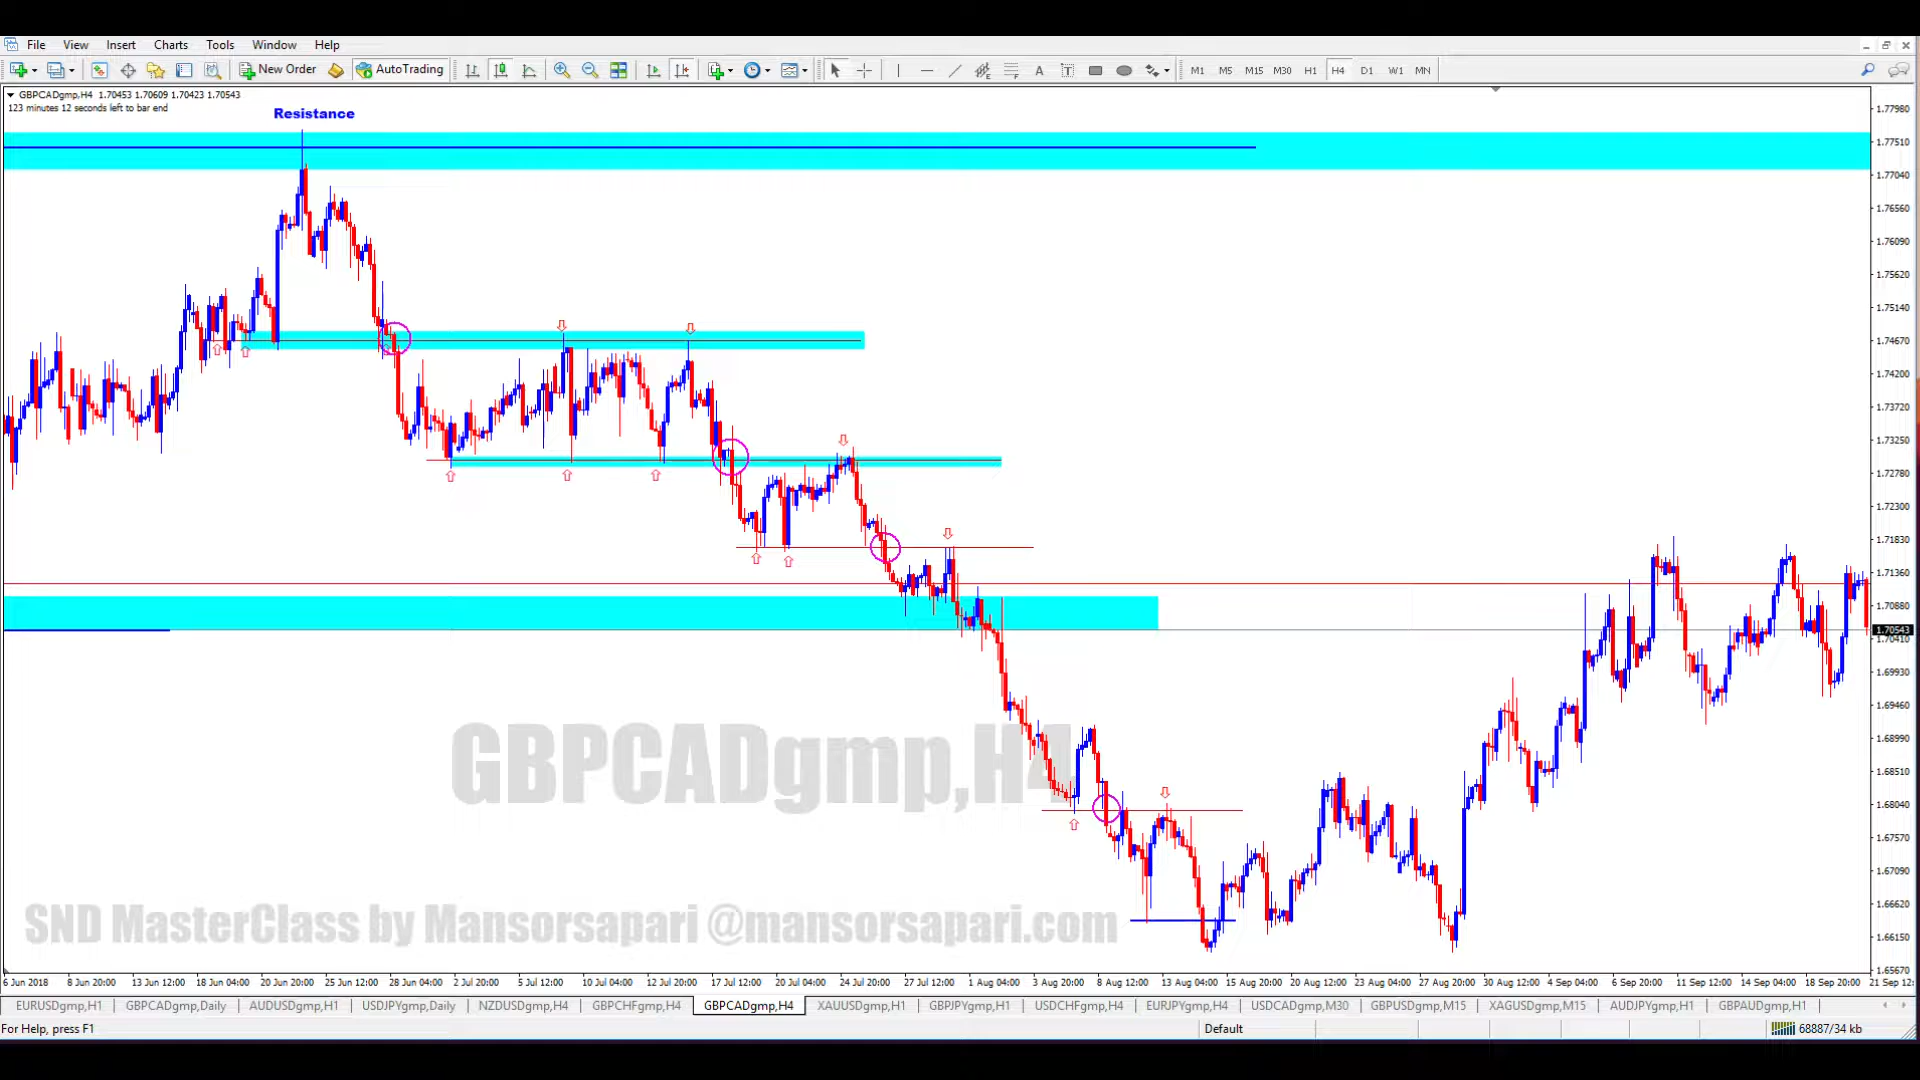 File View Insert Charts Tools Window Help
New Order AutoTrading A T M1 M5 M15 M30 H1 H4 D1 W1 MN
GBPCADgmp,H4 1.70453 1.70609 1.70423 1.70543
123 minutes 12 seconds left to bar end
Resistance
1.77980
1.77510
1.77040
1.76560
1.76090
1.75620
1.75140
1.74670
1.74200
1.73720
1.73250
1.72780
1.72300
1.71830
1.71360
1.70880
1.70543
1.70410
1.69930
1.69460
1.68990
1.68510
1.68040
1.67570
1.67090
1.66620
1.66150
1.65670
GBPCADgmp,H4
SND MasterClass by Mansorsapari @mansorsapari.com
6 Jun 2018 8 Jun 20:00 13 Jun 12:00 18 Jun 04:00 20 Jun 20:00 25 Jun 12:00 28 Jun 04:00 2 Jul 20:00 5 Jul 12:00 10 Jul 04:00 12 Jul 20:00 17 Jul 12:00 20 Jul 04:00 24 Jul 20:00 27 Jul 12:00 1 Aug 04:00 3 Aug 20:00 8 Aug 12:00 13 Aug 04:00 15 Aug 20:00 20 Aug 12:00 23 Aug 04:00 27 Aug 20:00 30 Aug 12:00 4 Sep 04:00 6 Sep 20:00 11 Sep 12:00 14 Sep 04:00 18 Sep 20:00 21 Sep 12:
EURUSDgmp,H1 GBPCADgmp,Daily AUDUSDgmp,H1 USDJPYgmp,Daily NZDUSDgmp,H4 GBPCHFgmp,H4 GBPCADgmp,H4 XAUUSDgmp,H1 GBPJPYgmp,H1 USDCHFgmp,H4 EURJPYgmp,H4 USDCADgmp,M30 GBPUSDgmp,M15 XAGUSDgmp,M15 AUDJPYgmp,H1 GBPAUDgmp,H1
For Help, press F1 Default 68887/34 kb